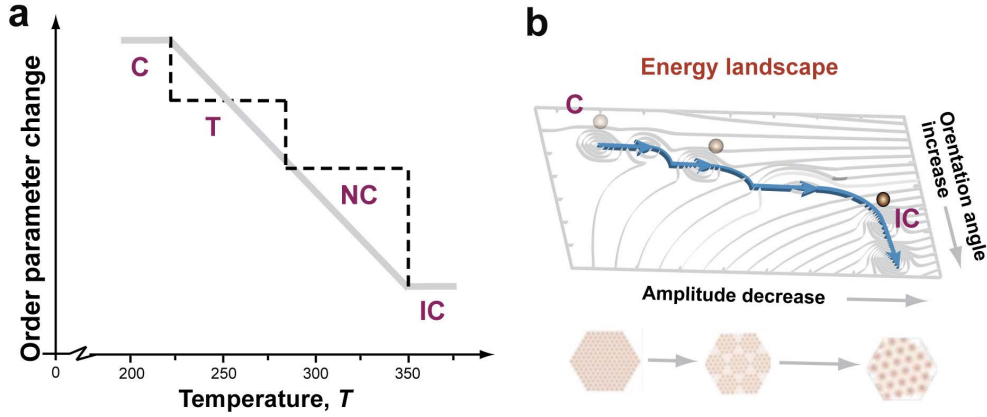 a
Order parameter change
C
T
NC
IC
0
200
250
300
350
Temperature, T
b
Energy landscape
C
IC
Orentation angle
increase
Amplitude decrease